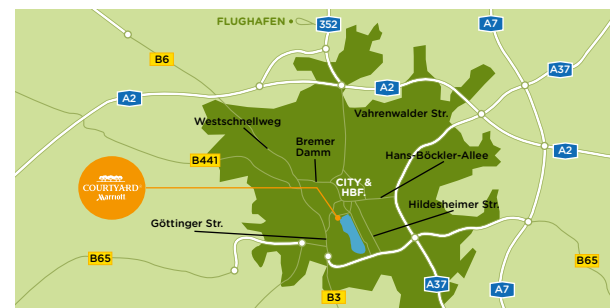 FLUGHAFEN
352
A7
B6
A37
A2
A2
Vahrenwalder Str.
Westschnellweg
Bremer
Damm
A2
Hans-Böckler-Allee
B441
CITY &
HBF.
COURTYARD
Marriott
Hildesheimer Str.
Göttinger Str.
B65
B65
A37
A7
B3